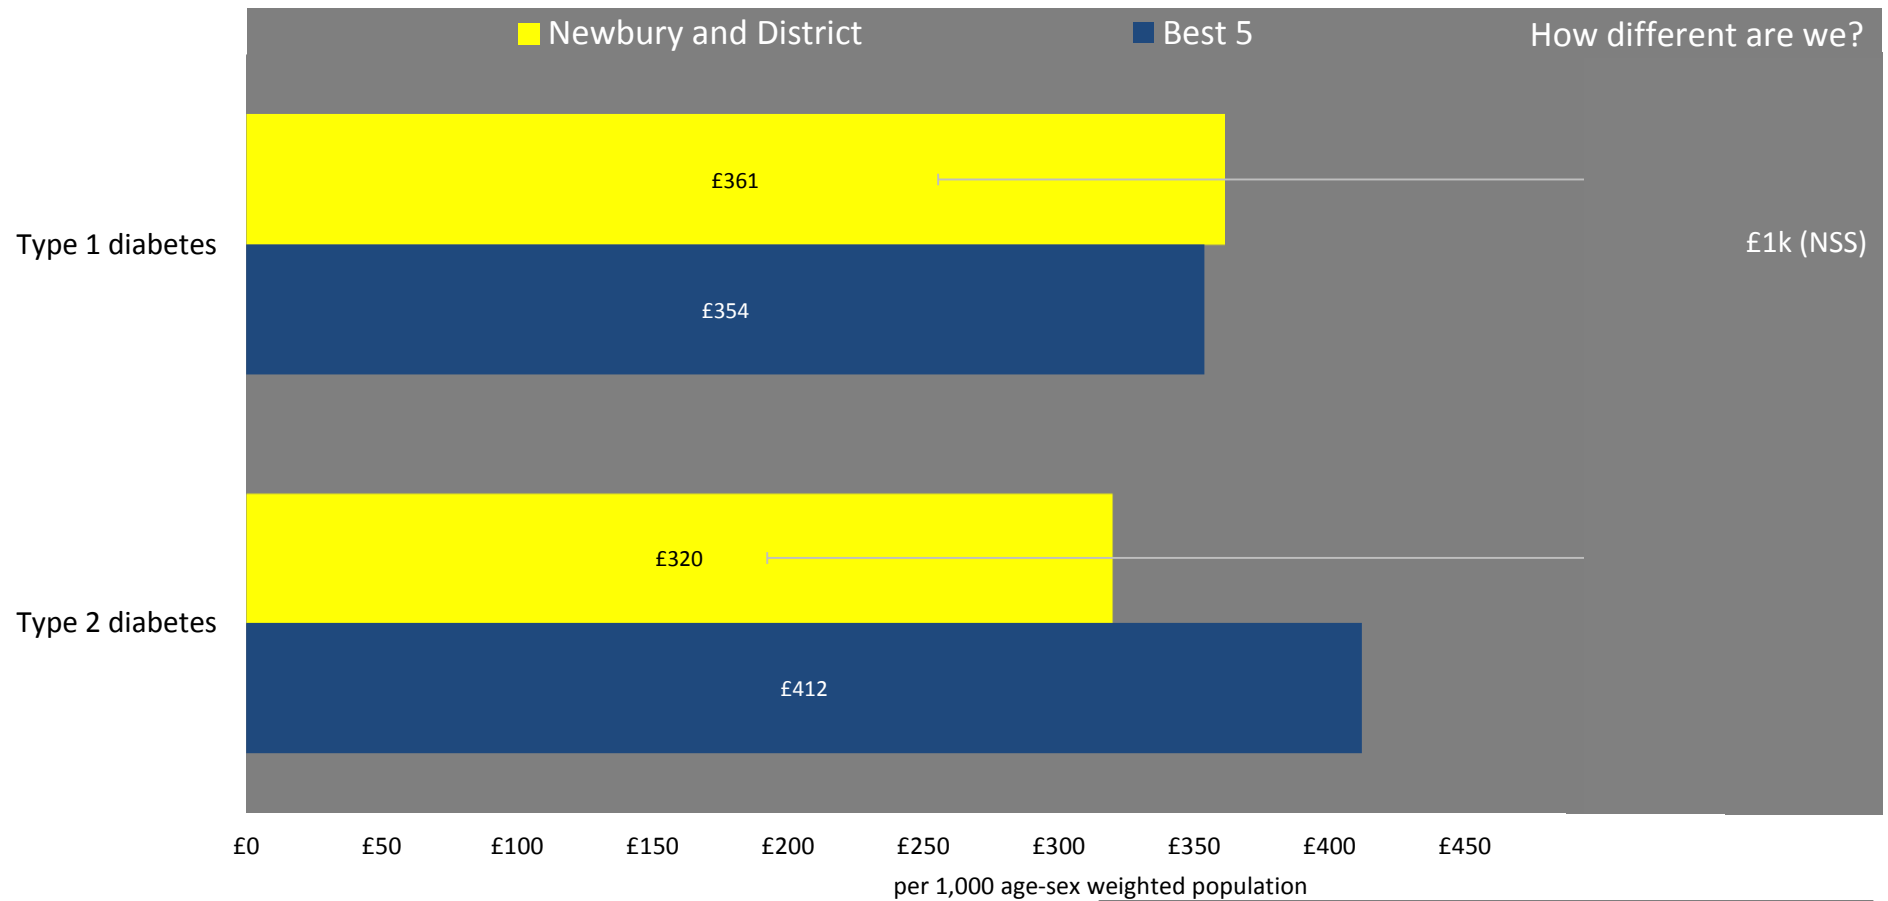 Newbury and District Best 5 How different are we?
£361
Type 1 diabetes £1k (NSS)
£354
£320
Type 2 diabetes
£412
£0 £50 £100 £150 £200 £250 £300 £350 £400 £450
per 1,000 age-sex weighted population